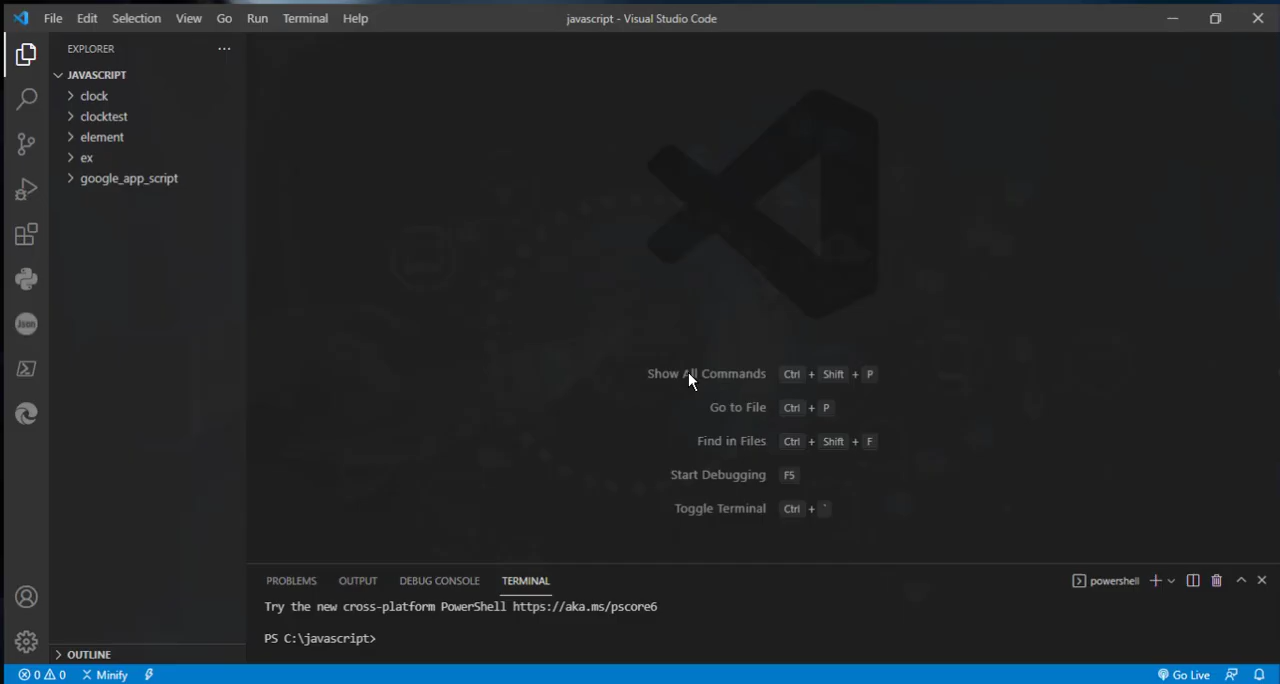 File Edit Selection View Go Run Terminal Help javascript - Visual Studio Code
EXPLORER
JAVASCRIPT
clock
clocktest
element
ex
google_app_script
Json
Show All Commands Ctrl + Shift + P
Go to File Ctrl + P
Find in Files Ctrl + Shift + F
Start Debugging F5
Toggle Terminal Ctrl + `
PROBLEMS OUTPUT DEBUG CONSOLE TERMINAL powershell
Try the new cross-platform PowerShell https://aka.ms/pscore6
PS C:\javascript>
OUTLINE
0 0 Minify Go Live